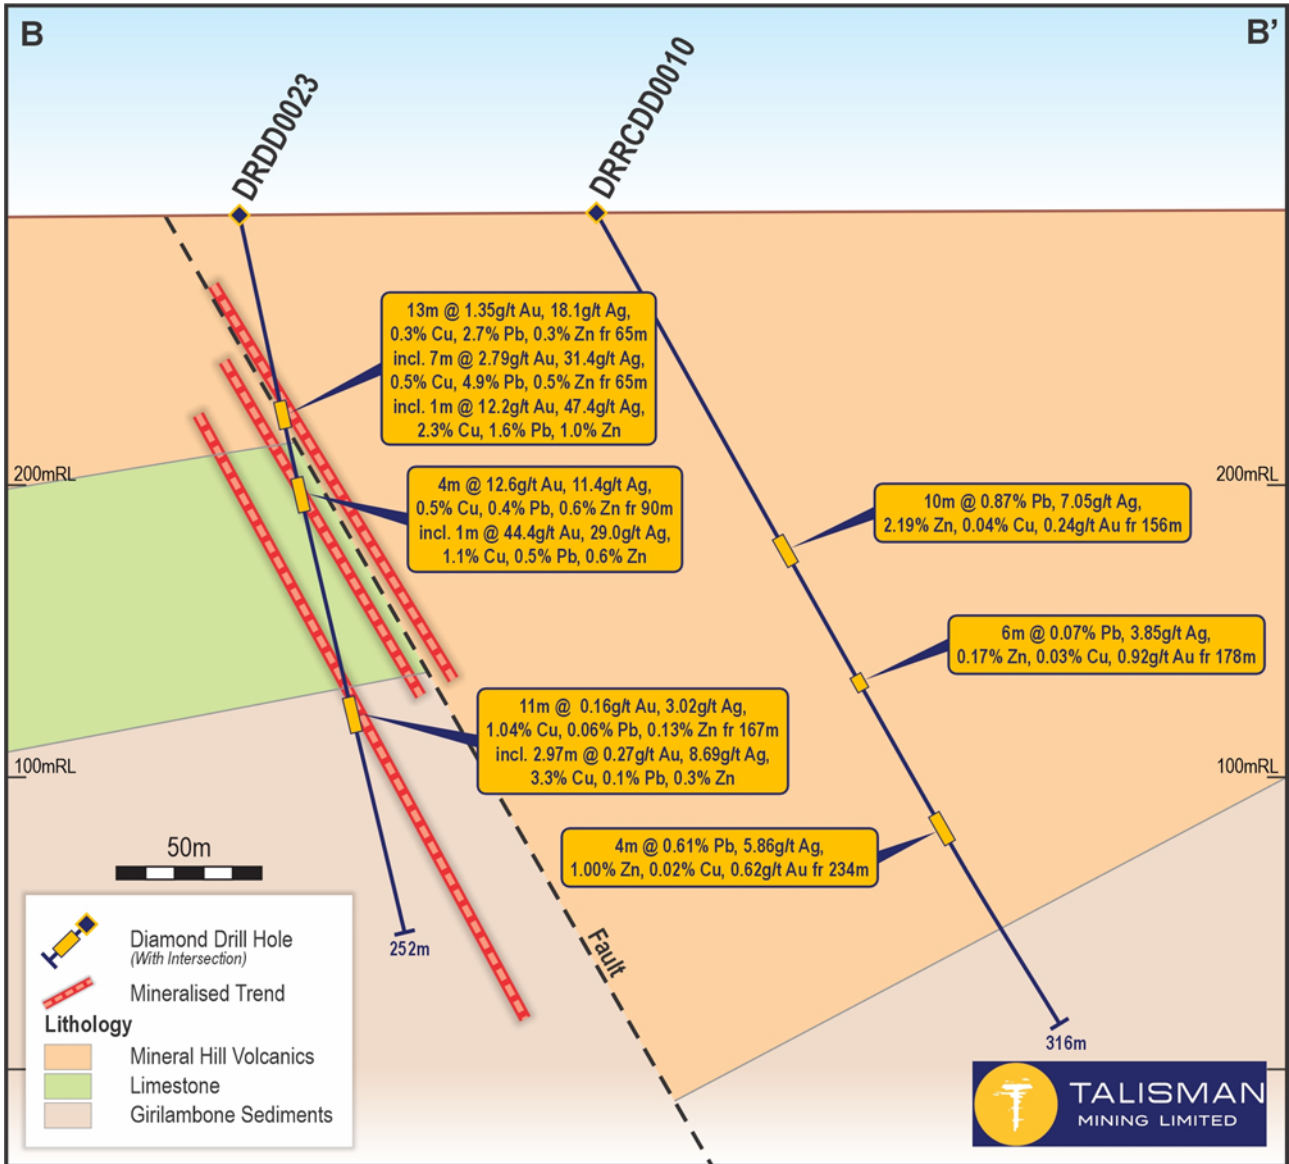 B
B'
DRDD0023
DRRCDD0010
13m @ 1.35g/t Au, 18.1g/t Ag,
0.3% Cu, 2.7% Pb, 0.3% Zn fr 65m
incl. 7m @ 2.79g/t Au, 31.4g/t Ag,
0.5% Cu, 4.9% Pb, 0.5% Zn fr 65m
incl. 1m @ 12.2g/t Au, 47.4g/t Ag,
2.3% Cu, 1.6% Pb, 1.0% Zn
200mRL
200mRL
4m @ 12.6g/t Au, 11.4g/t Ag,
0.5% Cu, 0.4% Pb, 0.6% Zn fr 90m
incl. 1m @ 44.4g/t Au, 29.0g/t Ag,
1.1% Cu, 0.5% Pb, 0.6% Zn
10m @ 0.87% Pb, 7.05g/t Ag,
2.19% Zn, 0.04% Cu, 0.24g/t Au fr 156m
6m @ 0.07% Pb, 3.85g/t Ag,
0.17% Zn, 0.03% Cu, 0.92g/t Au fr 178m
11m @ 0.16g/t Au, 3.02g/t Ag,
1.04% Cu, 0.06% Pb, 0.13% Zn fr 167m
incl. 2.97m @ 0.27g/t Au, 8.69g/t Ag,
3.3% Cu, 0.1% Pb, 0.3% Zn
100mRL
100mRL
4m @ 0.61% Pb, 5.86g/t Ag,
1.00% Zn, 0.02% Cu, 0.62g/t Au fr 234m
50m
252m
Fault
316m
Diamond Drill Hole
(With Intersection)
Mineralised Trend
Lithology
Mineral Hill Volcanics
Limestone
Girilambone Sediments
TALISMAN
MINING LIMITED